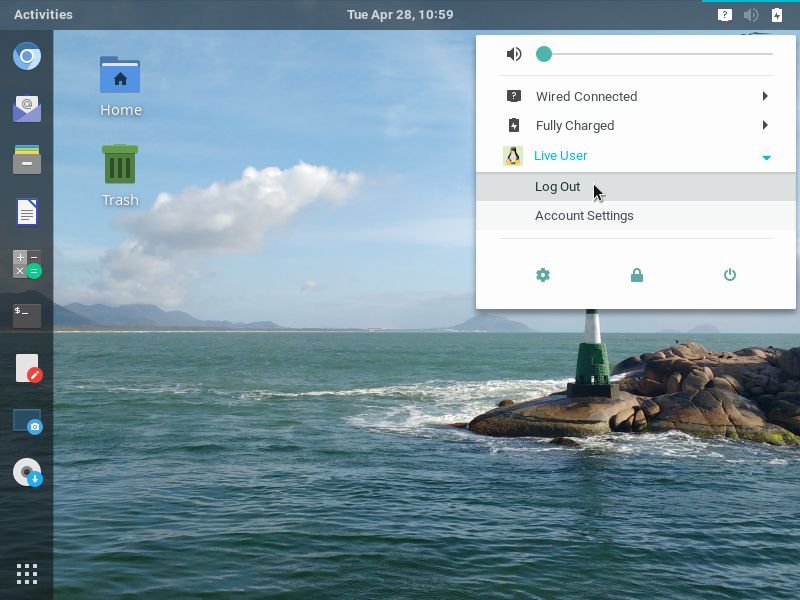 Activities
Tue Apr 28, 10:59
Home
Trash
Wired Connected
Fully Charged
Live User
Log Out
Account Settings